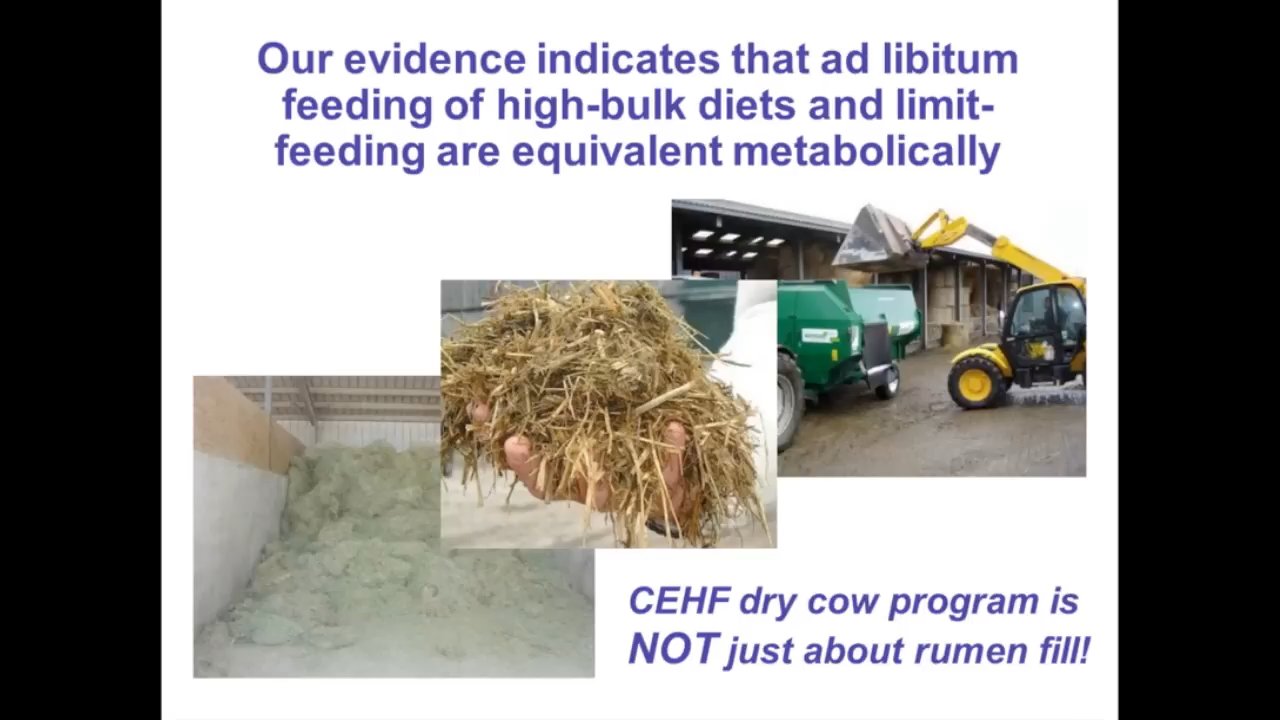 Our evidence indicates that ad libitum
feeding of high-bulk diets and limit-
feeding are equivalent metabolically
CEHF dry cow program is
NOT just about rumen fill!